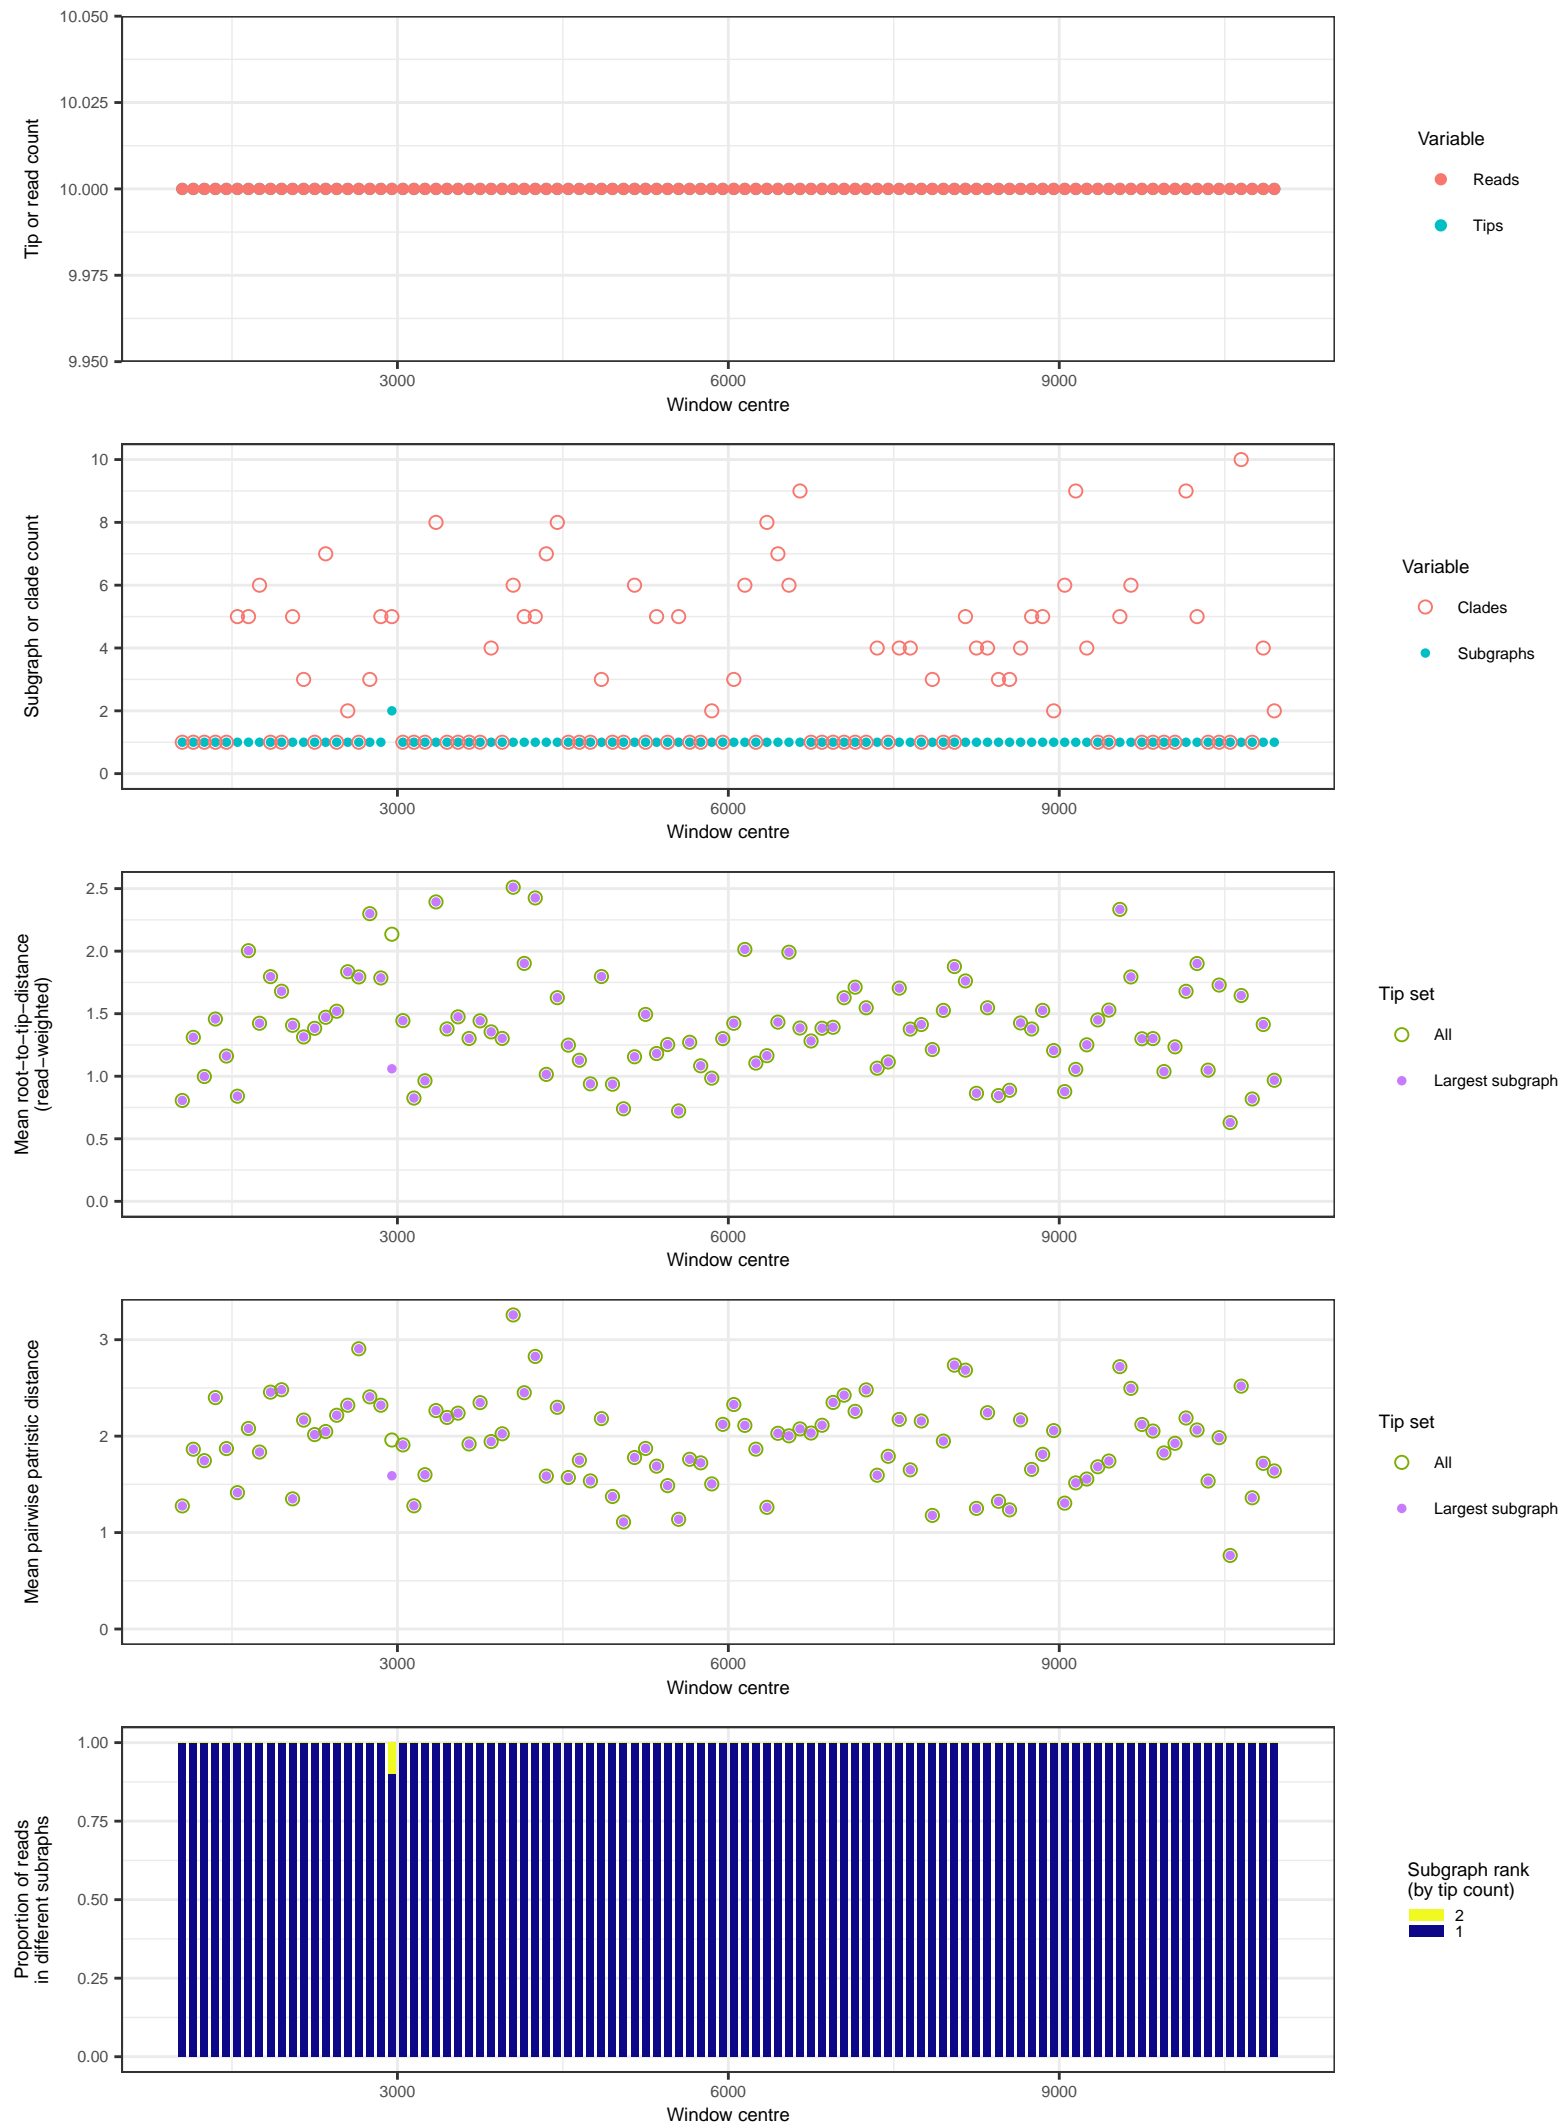 10.050
10.025
10.000
9.975
9.950
Tip or read count
3000
6000
9000
Window centre
Variable
Reads
Tips
10
8
6
4
2
0
Subgraph or clade count
3000
6000
9000
Window centre
Variable
Clades
Subgraphs
2.5
2.0
1.5
1.0
0.5
0.0
Mean root−to−tip−distance
(read−weighted)
3000
6000
9000
Window centre
Tip set
All
Largest subgraph
3
2
1
0
Mean pairwise patristic distance
3000
6000
9000
Window centre
Tip set
All
Largest subgraph
1.00
0.75
0.50
0.25
0.00
Proportion of reads
in different subraphs
3000
6000
9000
Window centre
Subgraph rank
(by tip count)
2
1